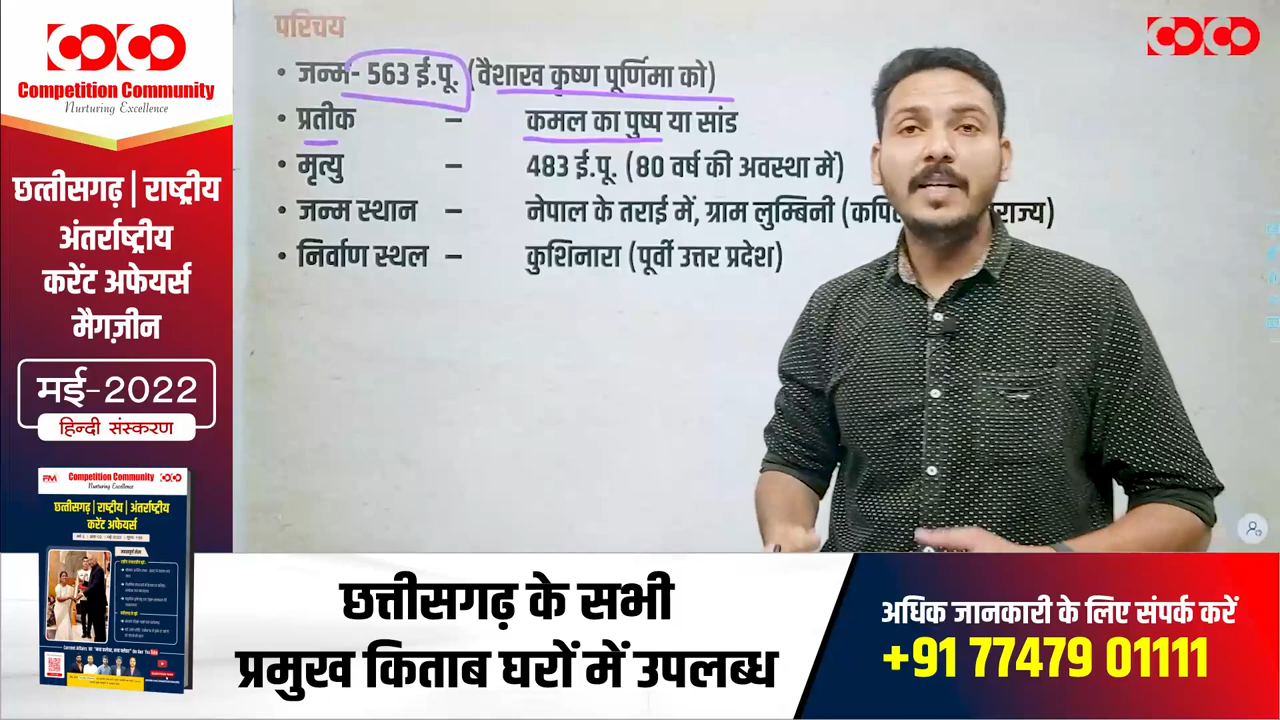 COCO
Competition Community
Nurturing Excellence
छत्तीसगढ़ | राष्ट्रीय
अंतर्राष्ट्रीय
करेंट अफेयर्स
मैगज़ीन
मई-2022
हिन्दी संस्करण
Competition Community
Nurturing Excellence
छत्तीसगढ़ | राष्ट्रीय | अंतर्राष्ट्रीय
करेंट अफेयर्स
परिचय
• जन्म- 563 ई.पू. (वैशाख कृष्ण पूर्णिमा को)
• प्रतीक – कमल का पुष्प या सांड
• मृत्यु – 483 ई.पू. (80 वर्ष की अवस्था में)
• जन्म स्थान – नेपाल के तराई में, ग्राम लुम्बिनी राज्य)
• निर्वाण स्थल – कुशिनारा (पूर्वी उत्तर प्रदेश)
COCO
छत्तीसगढ़ के सभी
प्रमुख किताब घरों में उपलब्ध
अधिक जानकारी के लिए संपर्क करें
+91 77479 01111